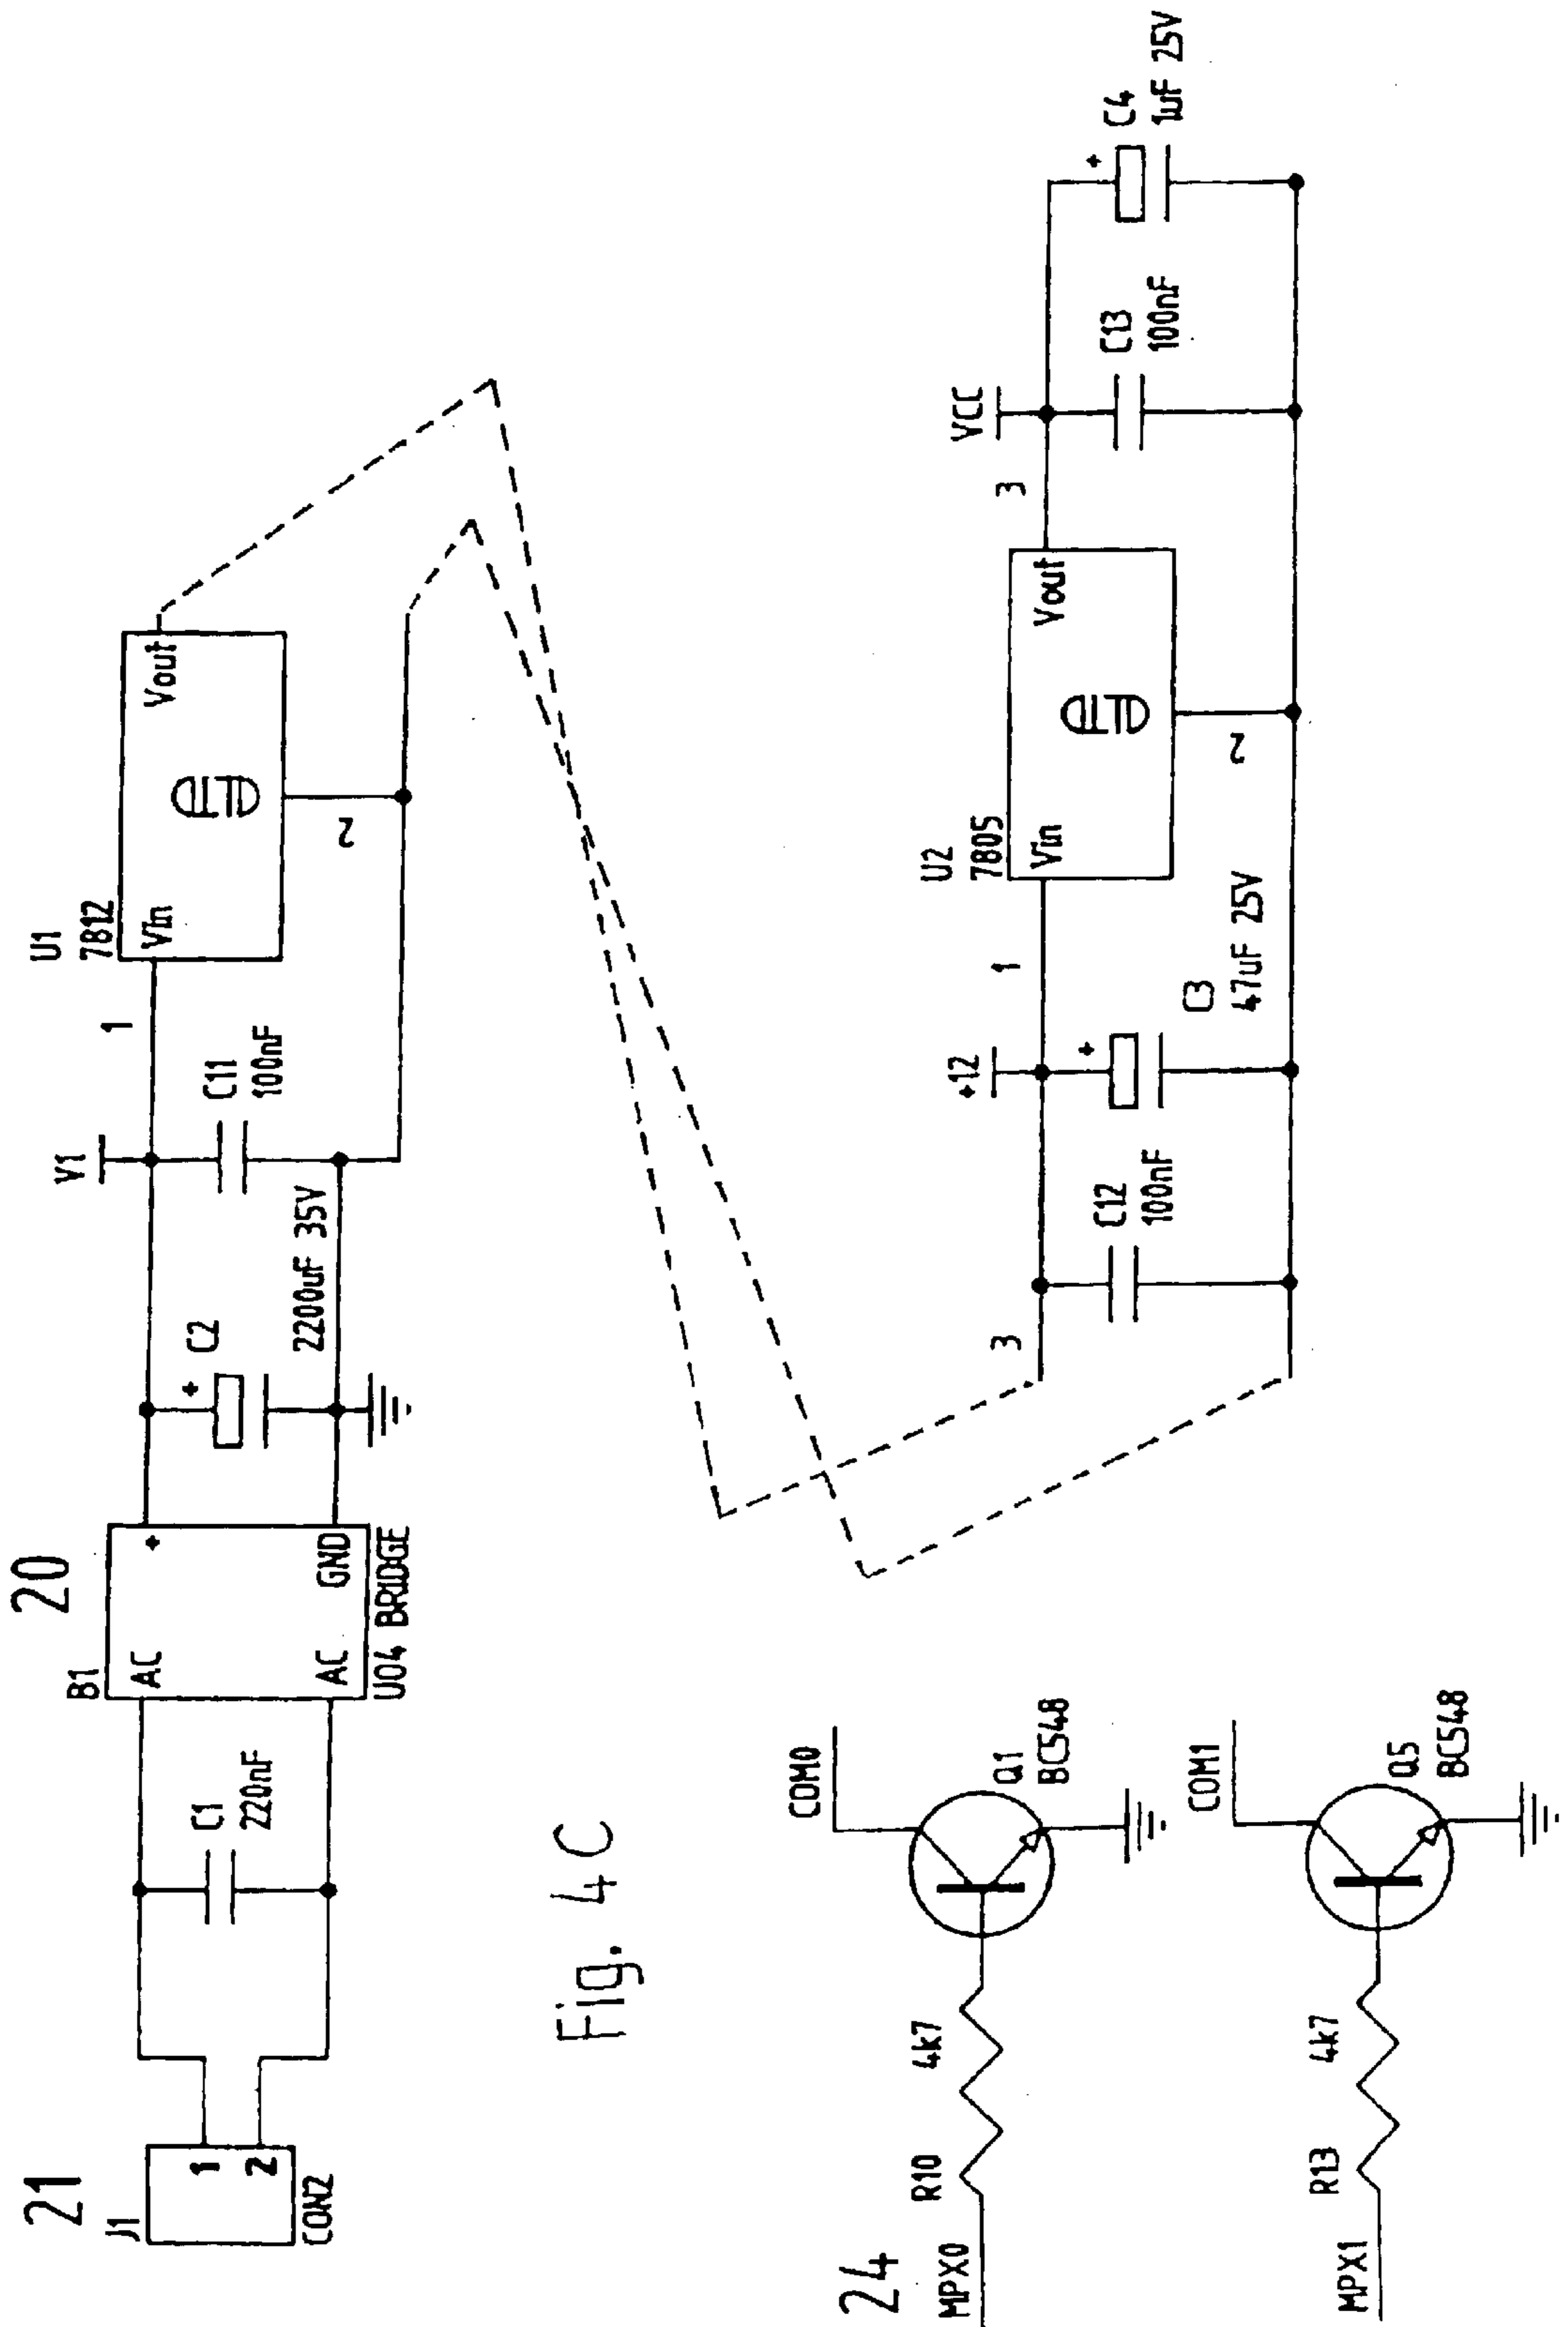 21
J1
1
2
CON2
C1
220nF
20
B1
AC
+
AC
GND
U04 BRIDGE
+
C2
2200uF 35V
V1
C11
100nF
1
U1
7812
Vin
Vout
GND
2
Fig. 4C
3
C12
100nF
+12
+
C3
47uF 25V
1
U2
7805
Vin
Vout
GND
2
3
VCC
C13
100nF
+
C4
1uF 25V
24
MPX0
R10
4k7
COM0
Q1
BC548
MPX1
R13
4k7
COM1
Q5
BC548